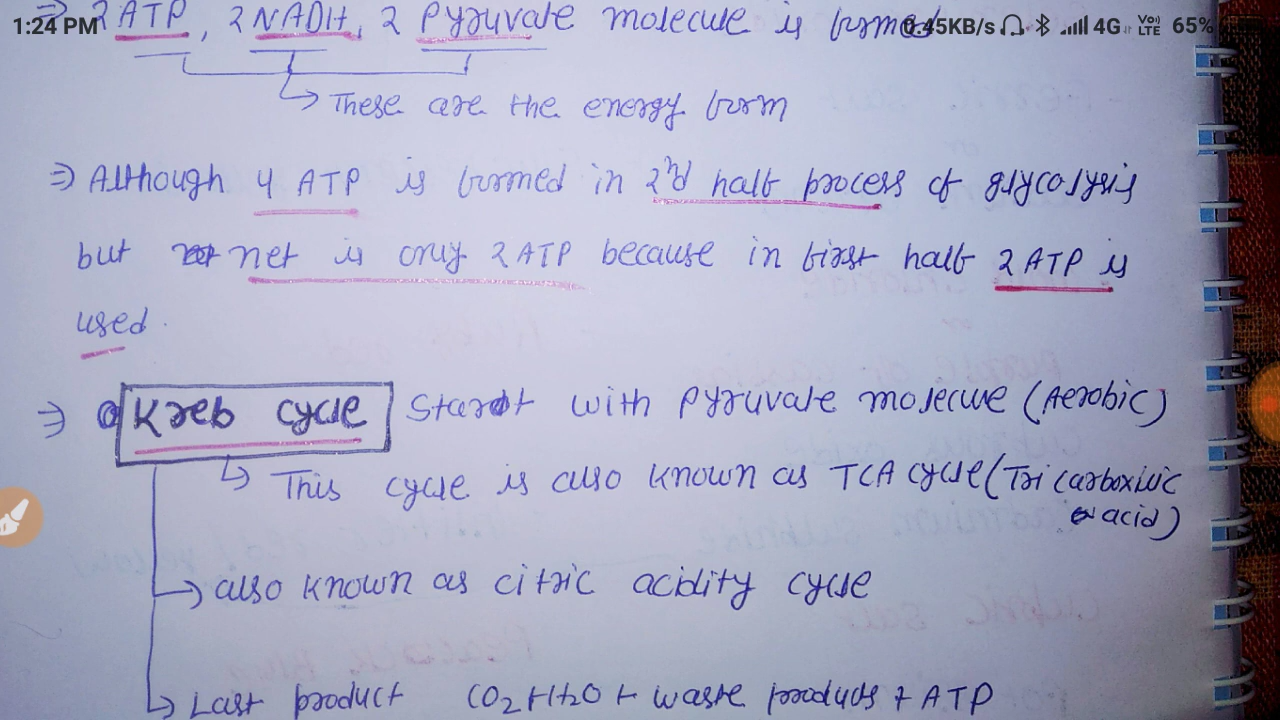 1:24 PM 0.45KB/s 4G Vo) LTE 65%
⇒ 2 ATP, 2 NADH, 2 Pyruvate molecule is formed
↳ These are the energy form
⇒ Although 4 ATP is formed in 2nd half process of glycolysis
but net is only 2 ATP because in first half 2 ATP is
used.
⇒ Kreb cycle Start with Pyruvate molecule (Aerobic)
↳ This cycle is also known as TCA cycle (Tri carboxilic
acid)
→ also known as citric acidity cycle
↳ Last product CO2 + H2O + waste products + ATP